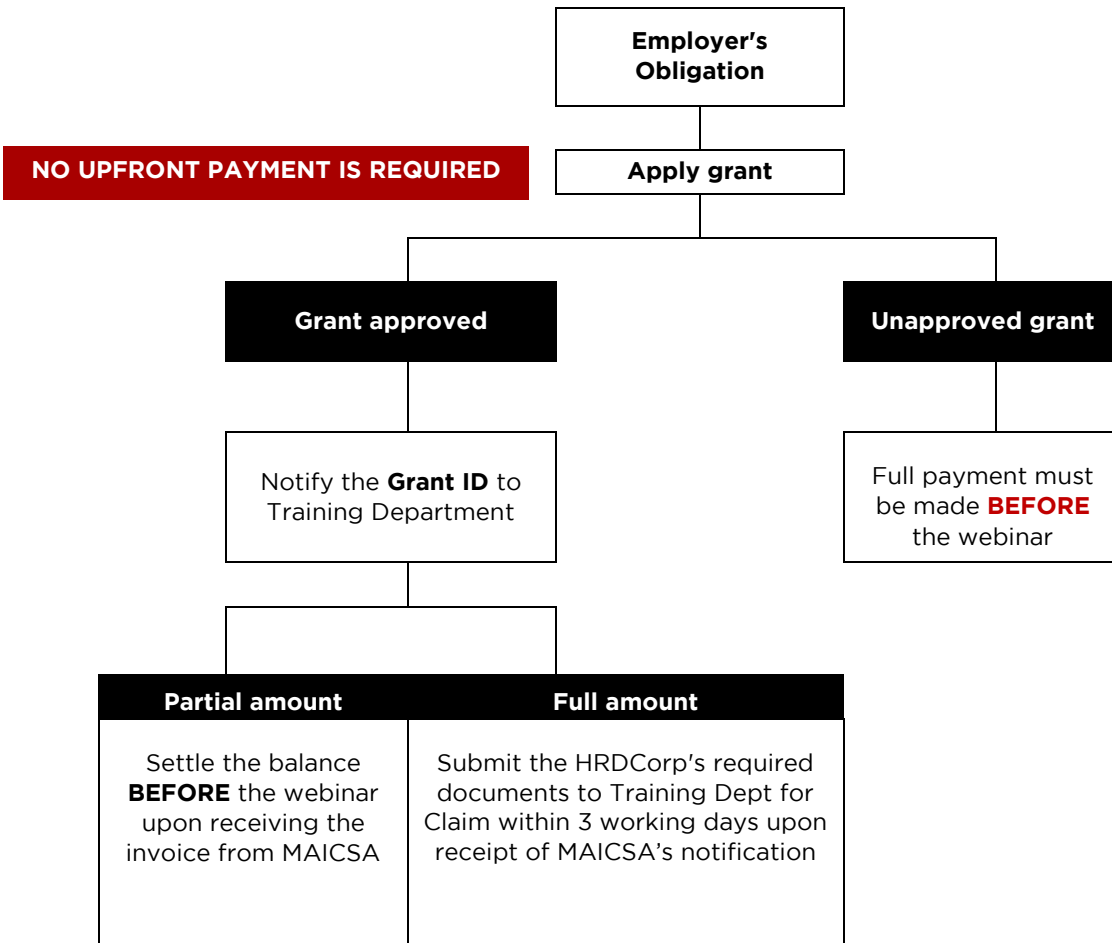 Employer's
Obligation
NO UPFRONT PAYMENT IS REQUIRED
Apply grant
Grant approved
Unapproved grant
Notify the Grant ID to
Training Department
Full payment must
be made BEFORE
the webinar
Partial amount
Full amount
Settle the balance
BEFORE the webinar
upon receiving the
invoice from MAICSA
Submit the HRDCorp's required
documents to Training Dept for
Claim within 3 working days upon
receipt of MAICSA’s notification